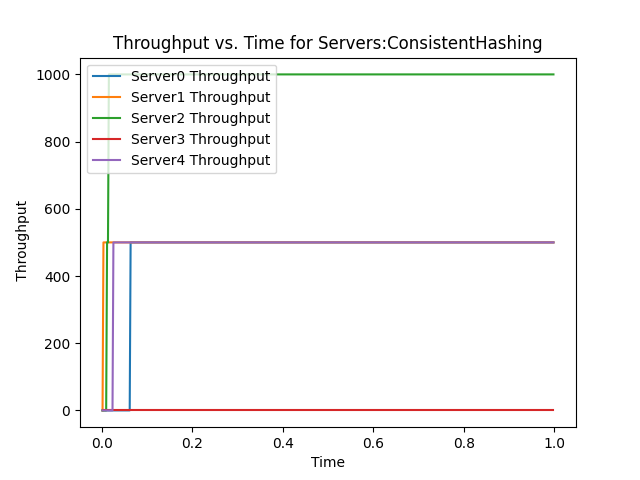 Throughput vs. Time for Servers:ConsistentHashing
Server0 Throughput
Server1 Throughput
Server2 Throughput
Server3 Throughput
Server4 Throughput
Throughput
1000
800
600
400
200
0
0.0 0.2 0.4 0.6 0.8 1.0
Time